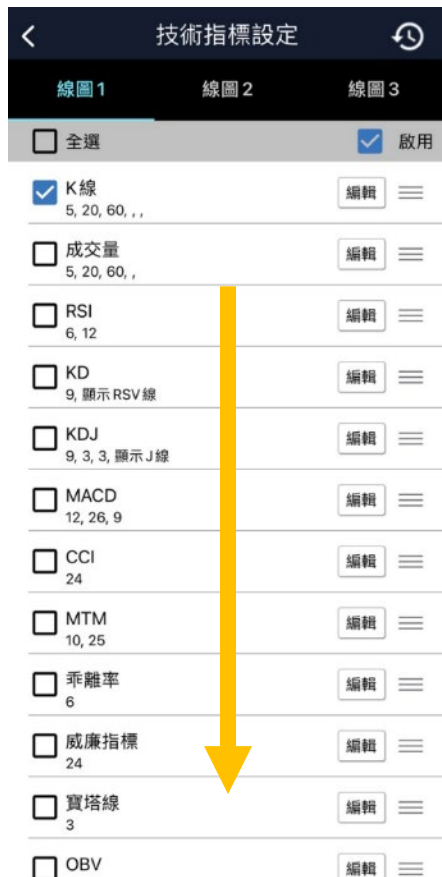 技術指標設定
線圖1 線圖2 線圖3
全選 啟用
K線 編輯
5, 20, 60, , ,
成交量 編輯
5, 20, 60, ,
RSI 編輯
6, 12
KD 編輯
9, 顯示RSV線
KDJ 編輯
9, 3, 3, 顯示J線
MACD 編輯
12, 26, 9
CCI 編輯
24
MTM 編輯
10, 25
乖離率 編輯
6
威廉指標 編輯
24
寶塔線 編輯
3
OBV 編輯